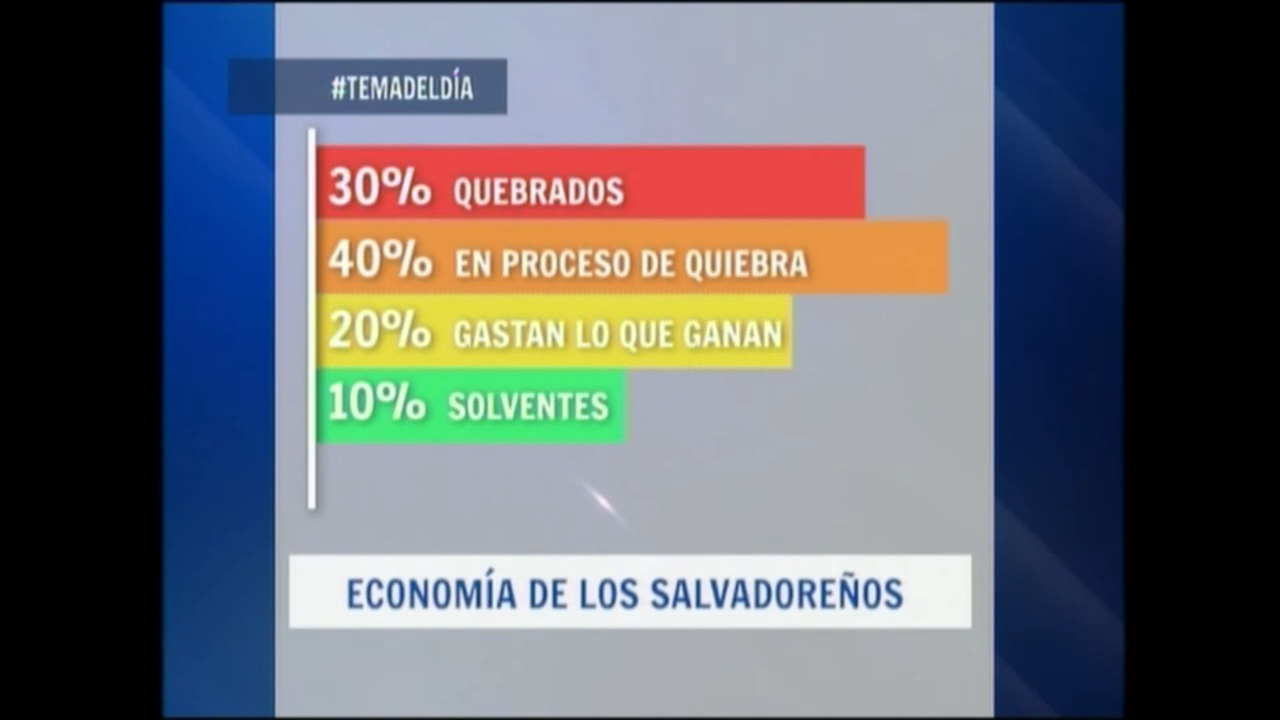 #TEMADELDÍA
30% QUEBRADOS
40% EN PROCESO DE QUIEBRA
20% GASTAN LO QUE GANAN
10% SOLVENTES
ECONOMÍA DE LOS SALVADOREÑOS